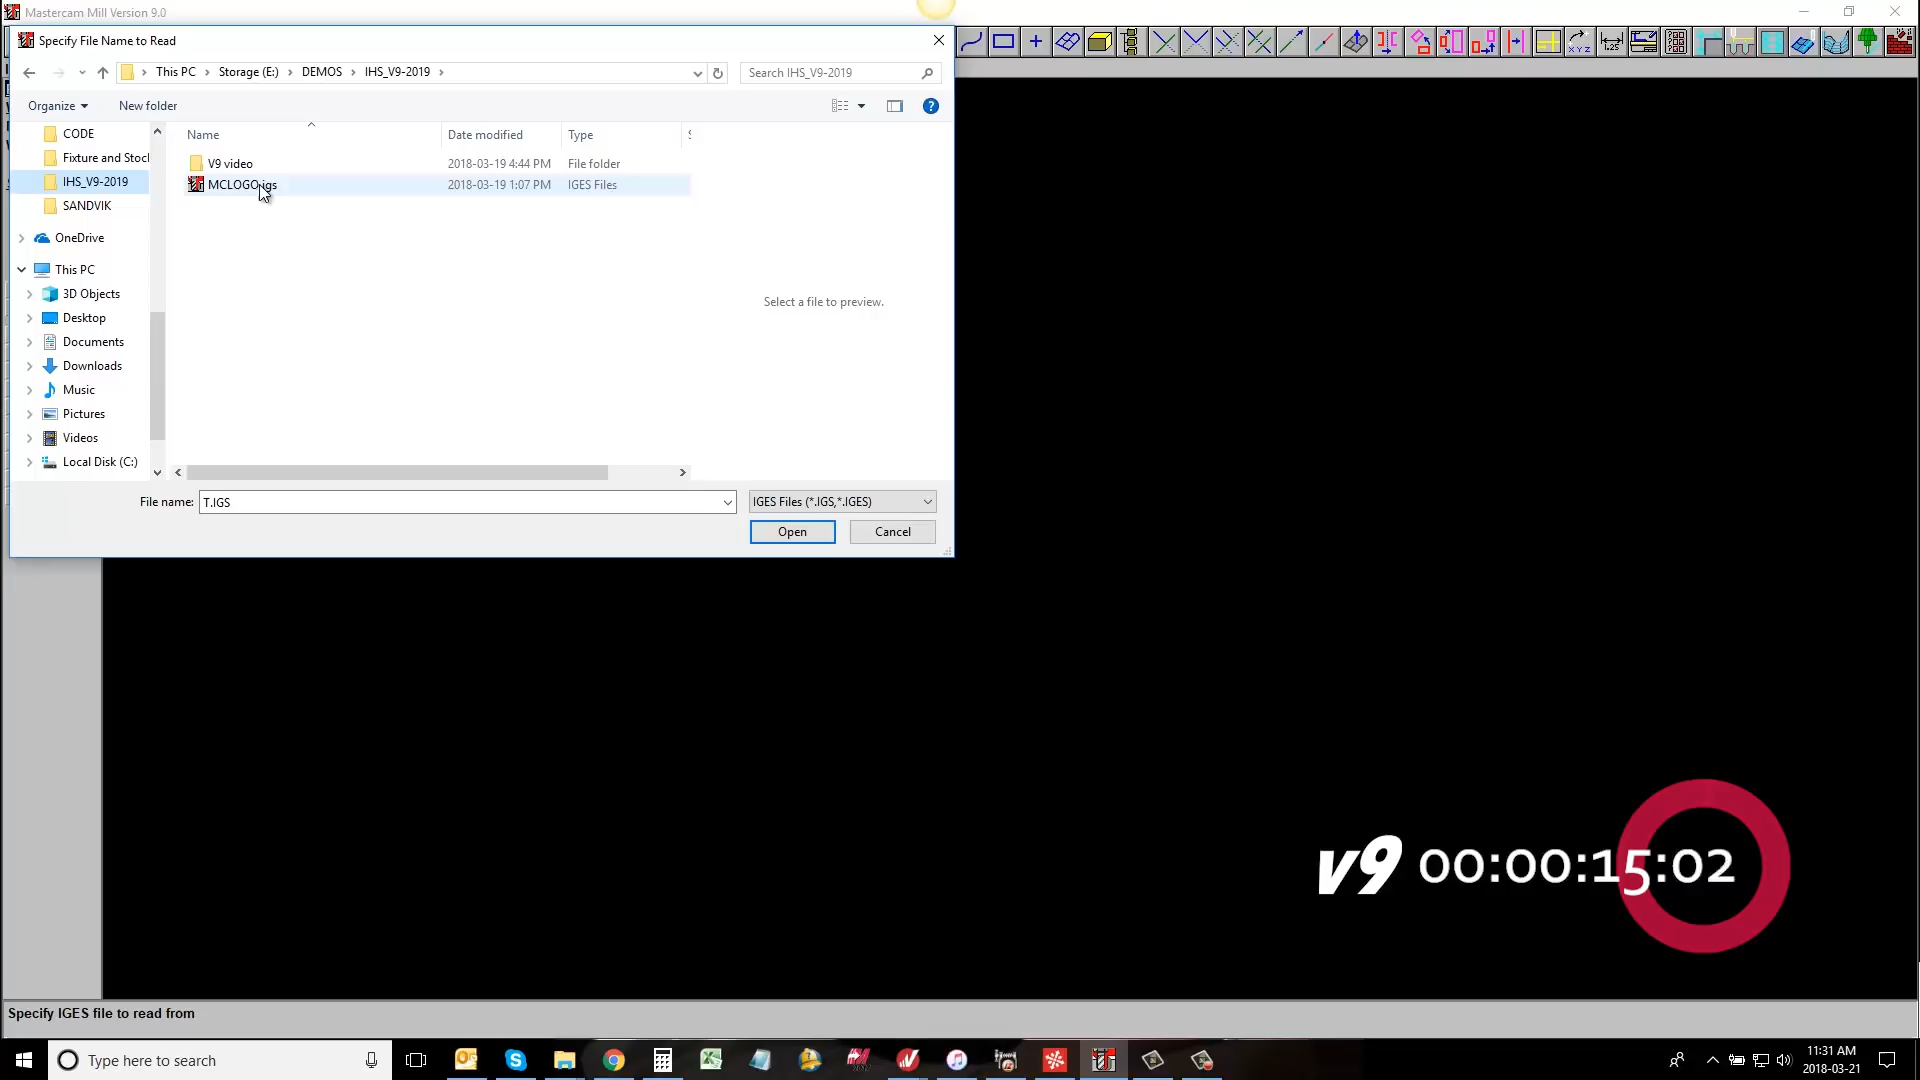 Mastercam Mill Version 9.0
Specify File Name to Read
This PC > Storage (E:) > DEMOS > IHS_V9-2019 >
Search IHS_V9-2019
Organize
New folder
Name
Date modified
Type
CODE
Fixture and Stocl
IHS_V9-2019
SANDVIK
OneDrive
This PC
3D Objects
Desktop
Documents
Downloads
Music
Pictures
Videos
Local Disk (C:)
V9 video 2018-03-19 4:44 PM File folder
MCLOGO.igs 2018-03-19 1:07 PM IGES Files
Select a file to preview.
File name: T.IGS
IGES Files (*.IGS,*.IGES)
Open
Cancel
v9 00:00:15:02
Specify IGES file to read from
Type here to search
11:31 AM
2018-03-21